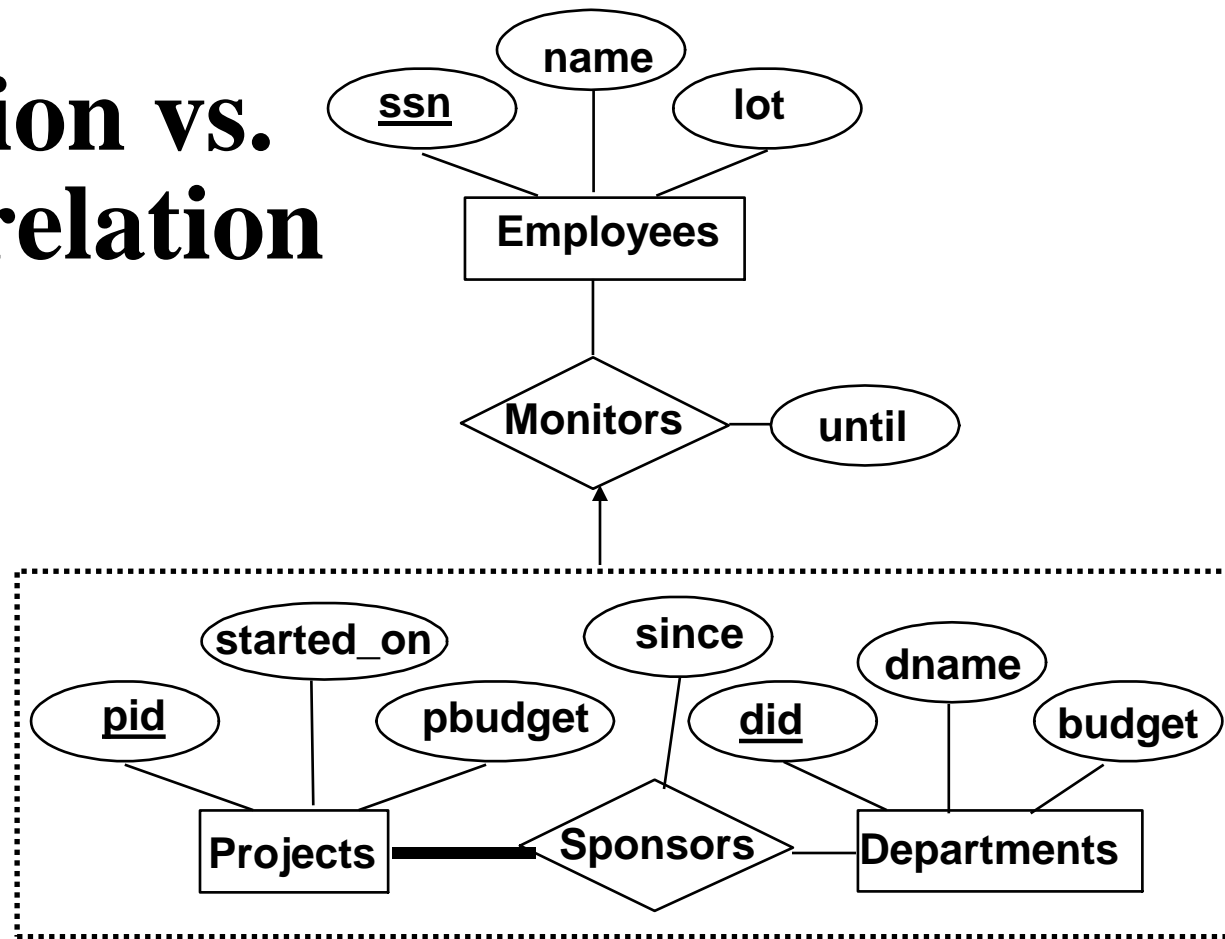 ion vs.
relation
name
ssn
lot
Employees
Monitors
until
started_on
since
dname
pid
pbudget
did
budget
Projects
Sponsors
Departments